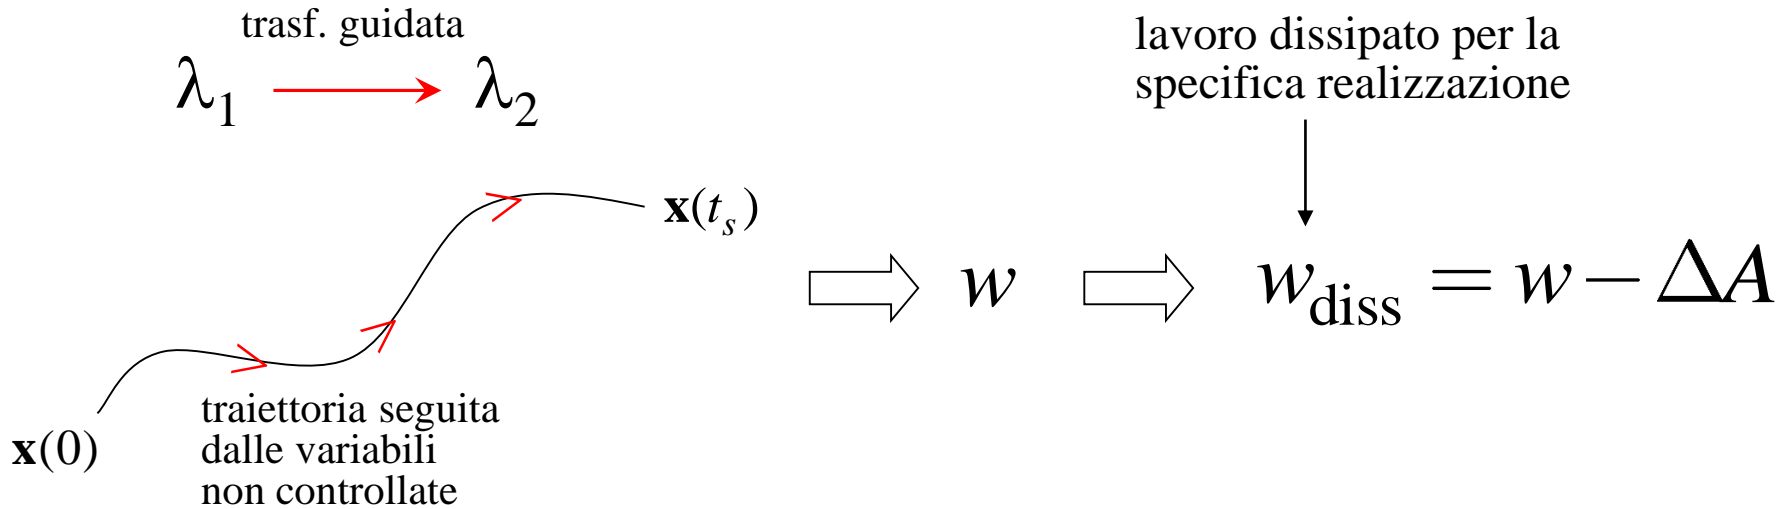 trasf. guidata
λ₁ λ₂
lavoro dissipato per la
specifica realizzazione
x(tₛ)
w
w_diss = w − ΔA
x(0)
traiettoria seguita
dalle variabili
non controllate